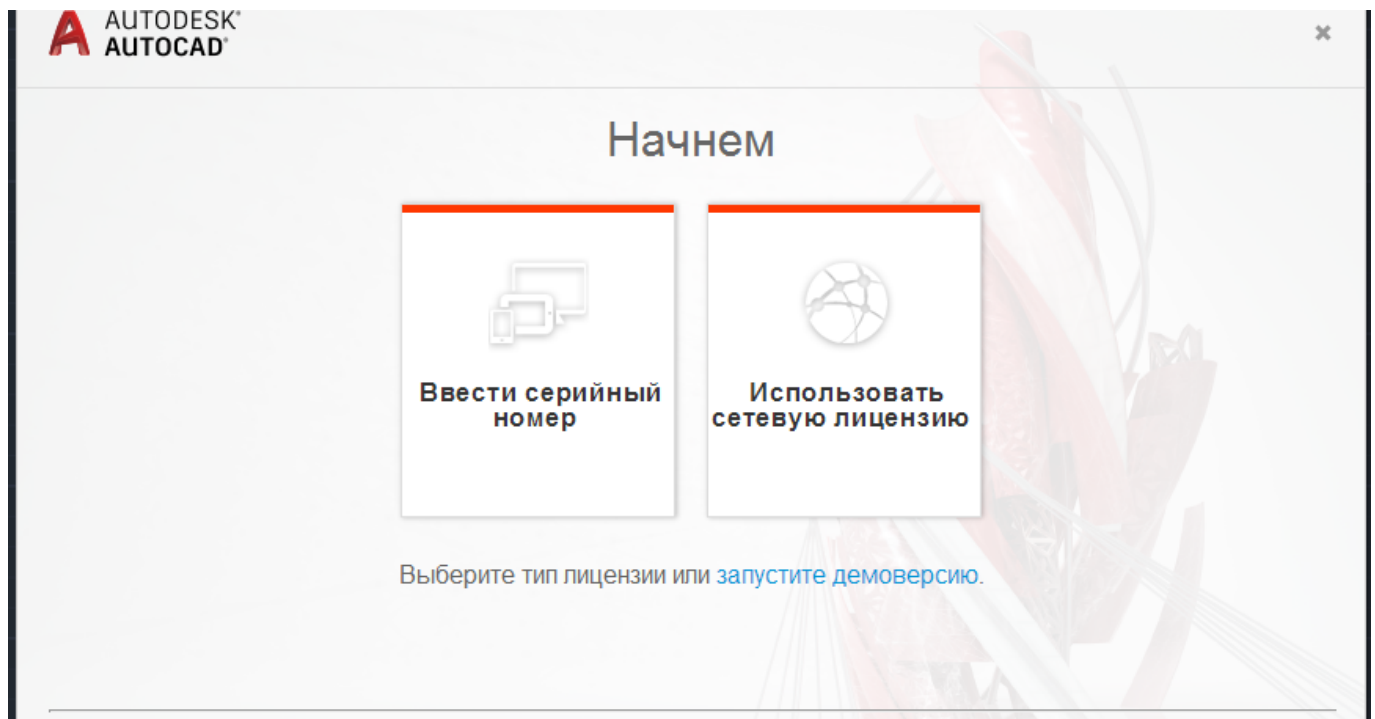 AUTODESK®
AUTOCAD®
Начнем
Ввести серийный
номер
Использовать
сетевую лицензию
Выберите тип лицензии или запустите демоверсию.